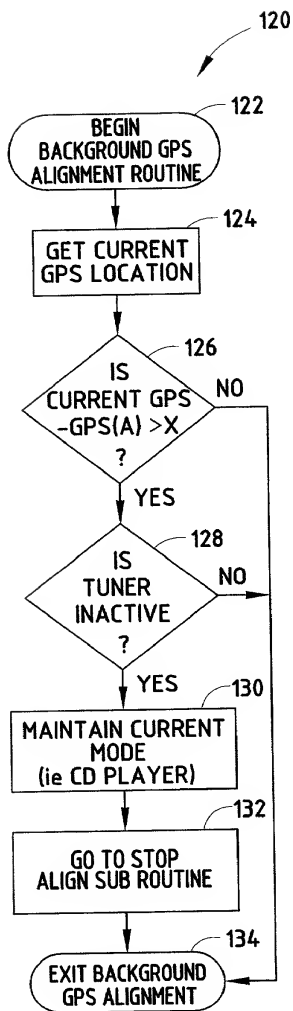 120
122
BEGIN
BACKGROUND GPS
ALIGNMENT ROUTINE
124
GET CURRENT
GPS LOCATION
126
IS
CURRENT GPS
-GPS(A) >X
?
NO
YES
128
IS
TUNER
INACTIVE
?
NO
YES
130
MAINTAIN CURRENT
MODE
(ie CD PLAYER)
132
GO TO STOP
ALIGN SUB ROUTINE
134
EXIT BACKGROUND
GPS ALIGNMENT